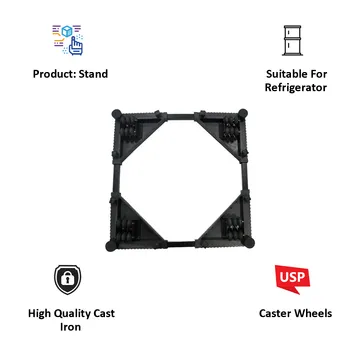 Product: Stand
Suitable For
Refrigerator
High Quality Cast
Iron
USP
Caster Wheels